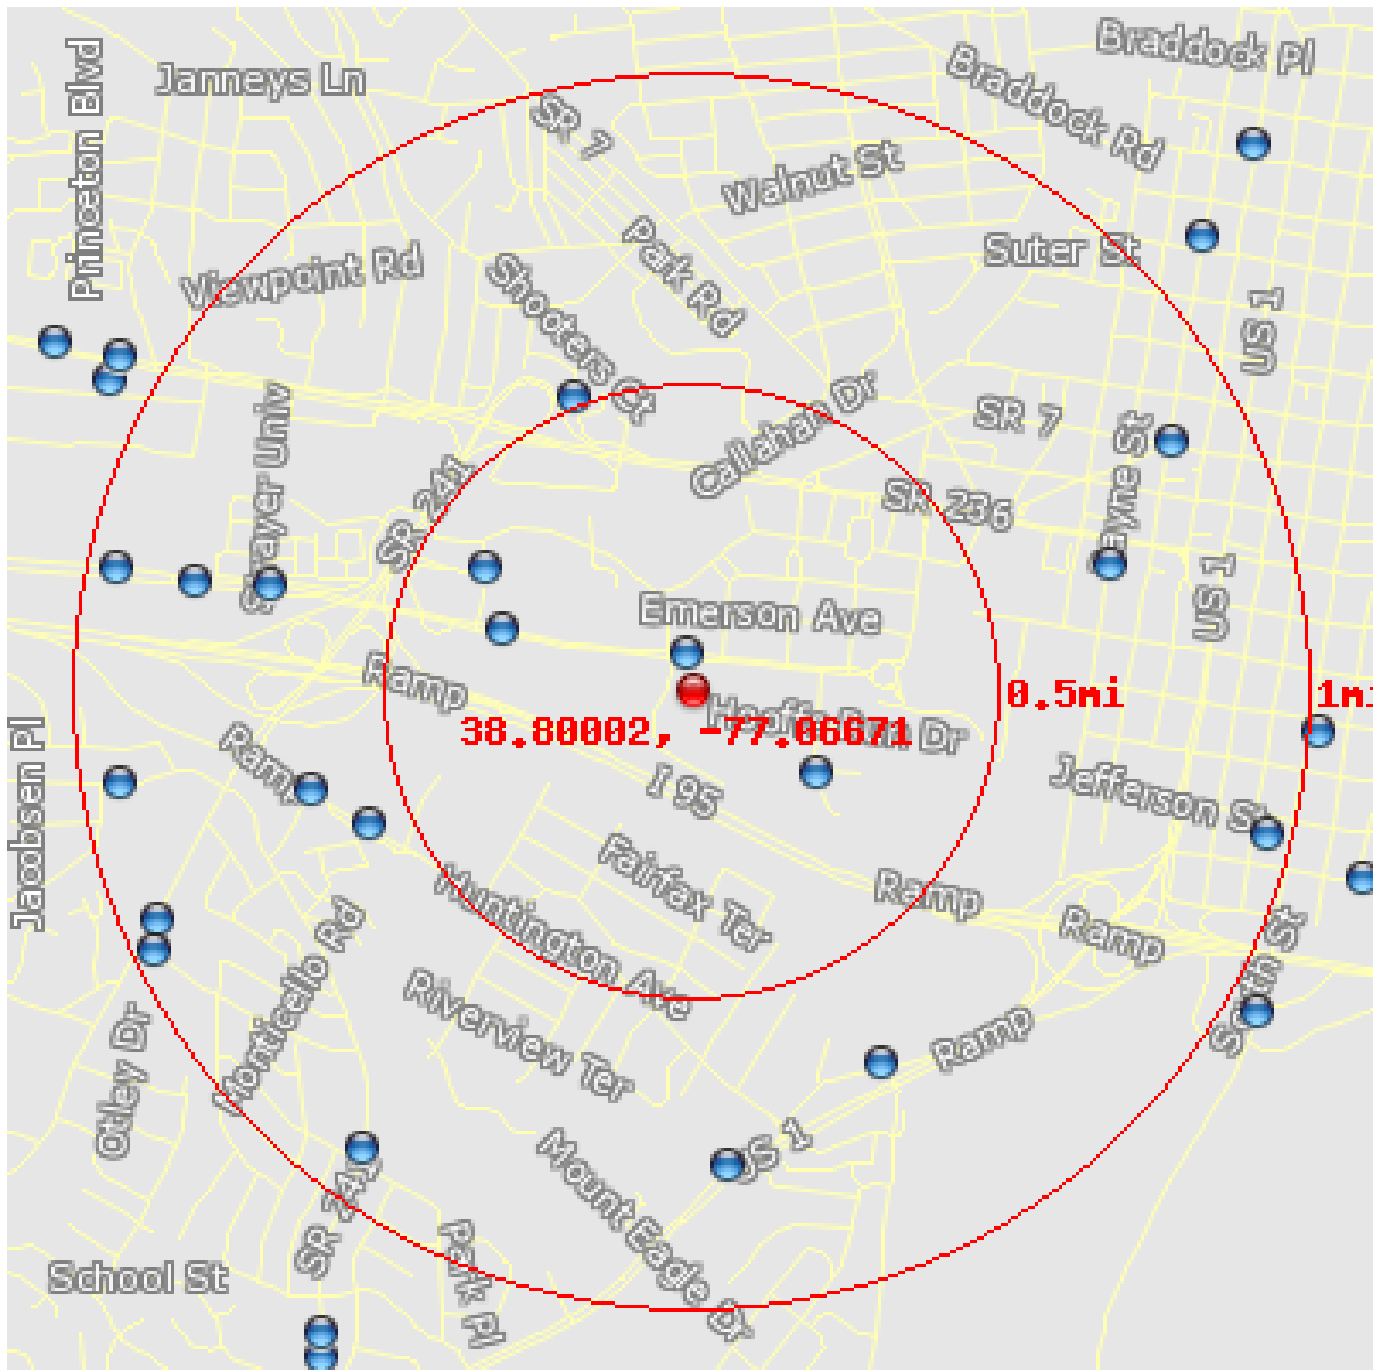 Braddock Pl
Janneys Ln
Braddock Rd
Princeton Blvd
SR 7
Walnut St
Park Rd
Suter St
Viewpoint Rd
Shooters Ct
US 1
Callahan Dr
SR 7
Strayer Univ
SR 241
SR 236
US 1
Emerson Ave
Ramp
0.5mi
1mi
Dr
38.80002, -77.06671
Ramp
I 95
Jefferson St
Jacobsen Pl
Fairfax Ter
Huntington Ave
Ramp
Ramp
Monticello Rd
Riverview Ter
Ramp
South St
Otley Dr
US 1
Mount Eagle Dr
SR 241
Park Pl
School St